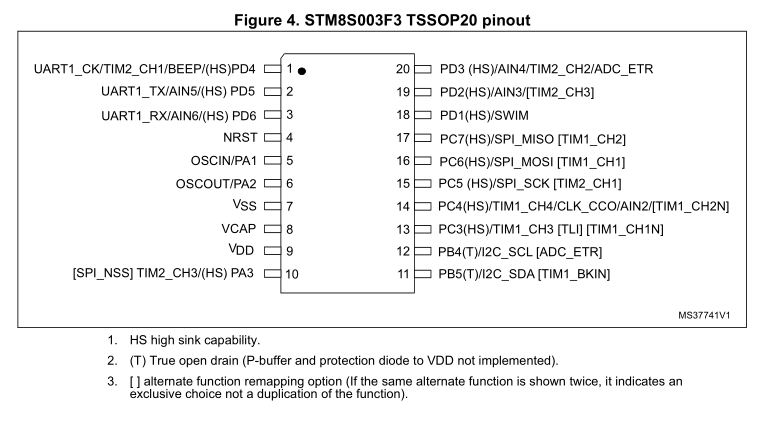 Figure 4. STM8S003F3 TSSOP20 pinout
UART1_CK/TIM2_CH1/BEEP/(HS)PD4 1 20 PD3 (HS)/AIN4/TIM2_CH2/ADC_ETR
UART1_TX/AIN5/(HS) PD5 2 19 PD2(HS)/AIN3/[TIM2_CH3]
UART1_RX/AIN6/(HS) PD6 3 18 PD1(HS)/SWIM
NRST 4 17 PC7(HS)/SPI_MISO [TIM1_CH2]
OSCIN/PA1 5 16 PC6(HS)/SPI_MOSI [TIM1_CH1]
OSCOUT/PA2 6 15 PC5 (HS)/SPI_SCK [TIM2_CH1]
VSS 7 14 PC4(HS)/TIM1_CH4/CLK_CCO/AIN2/[TIM1_CH2N]
VCAP 8 13 PC3(HS)/TIM1_CH3 [TLI] [TIM1_CH1N]
VDD 9 12 PB4(T)/I2C_SCL [ADC_ETR]
[SPI_NSS] TIM2_CH3/(HS) PA3 10 11 PB5(T)/I2C_SDA [TIM1_BKIN]
MS37741V1
1. HS high sink capability.
2. (T) True open drain (P-buffer and protection diode to VDD not implemented).
3. [ ] alternate function remapping option (If the same alternate function is shown twice, it indicates an
exclusive choice not a duplication of the function).